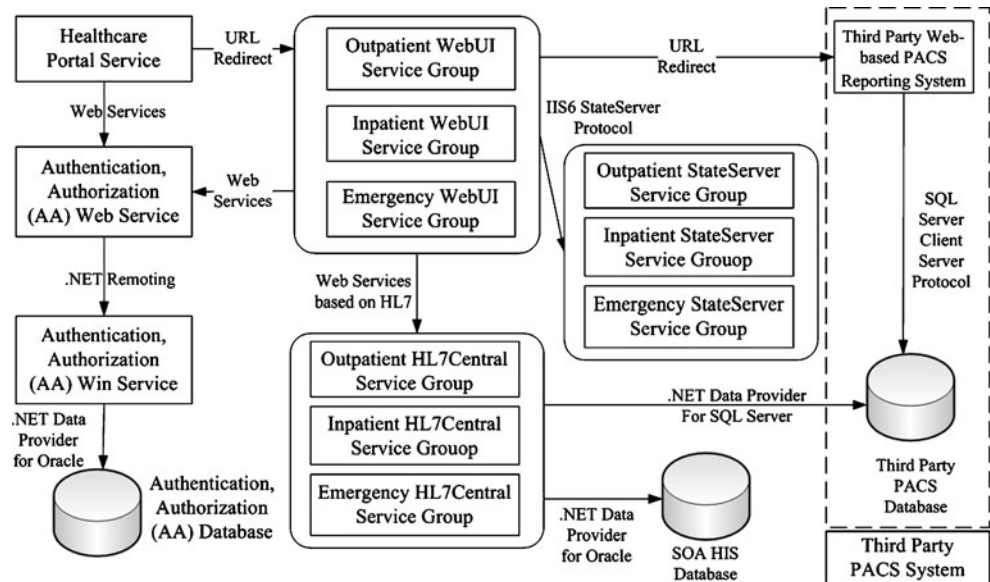 Healthcare
Portal Service
URL
Redirect
Outpatient WebUI
Service Group
Inpatient WebUI
Service Group
Emergency WebUI
Service Group
URL
Redirect
Third Party Web-
based PACS
Reporting System
Web Services
IIS6 StateServer
Protocol
Authentication,
Authorization
(AA) Web Service
Web
Services
Outpatient StateServer
Service Group
Inpatient StateServer
Service Grouop
Emergency StateServer
Service Group
SQL
Server
Client
Server
Protocol
.NET Remoting
Web Services
based on HL7
Authentication,
Authorization
(AA) Win Service
Outpatient HL7Central
Service Group
Inpatient HL7Central
Service Grouop
Emergency HL7Central
Service Group
.NET Data Provider
For SQL Server
.NET Data
Provider
for Oracle
Authentication,
Authorization
(AA) Database
.NET Data
Provider
for Oracle
SOA HIS
Database
Third Party
PACS
Database
Third Party
PACS System